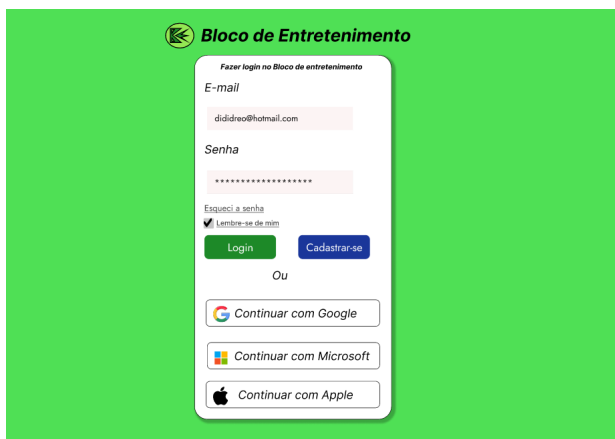 Bloco de Entretenimento
Fazer login no Bloco de entretenimento
E-mail
dididreo@hotmail.com
Senha
*******************
Esqueci a senha
Lembre-se de mim
Login Cadastrar-se
Ou
Continuar com Google
Continuar com Microsoft
Continuar com Apple